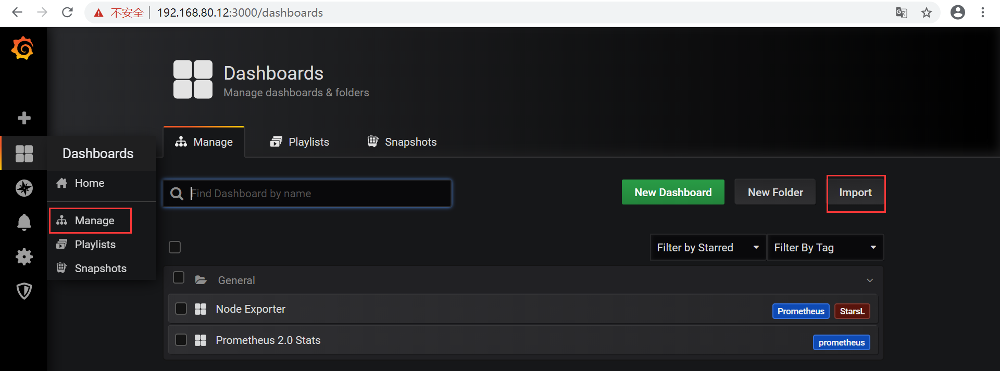 不安全 192.168.80.12:3000/dashboards
Dashboards
Manage dashboards & folders
Manage Playlists Snapshots
Dashboards
Home
Manage
Playlists
Snapshots
Find Dashboard by name New Dashboard New Folder Import
Filter by Starred Filter By Tag
General
Node Exporter Prometheus StarsL
Prometheus 2.0 Stats prometheus